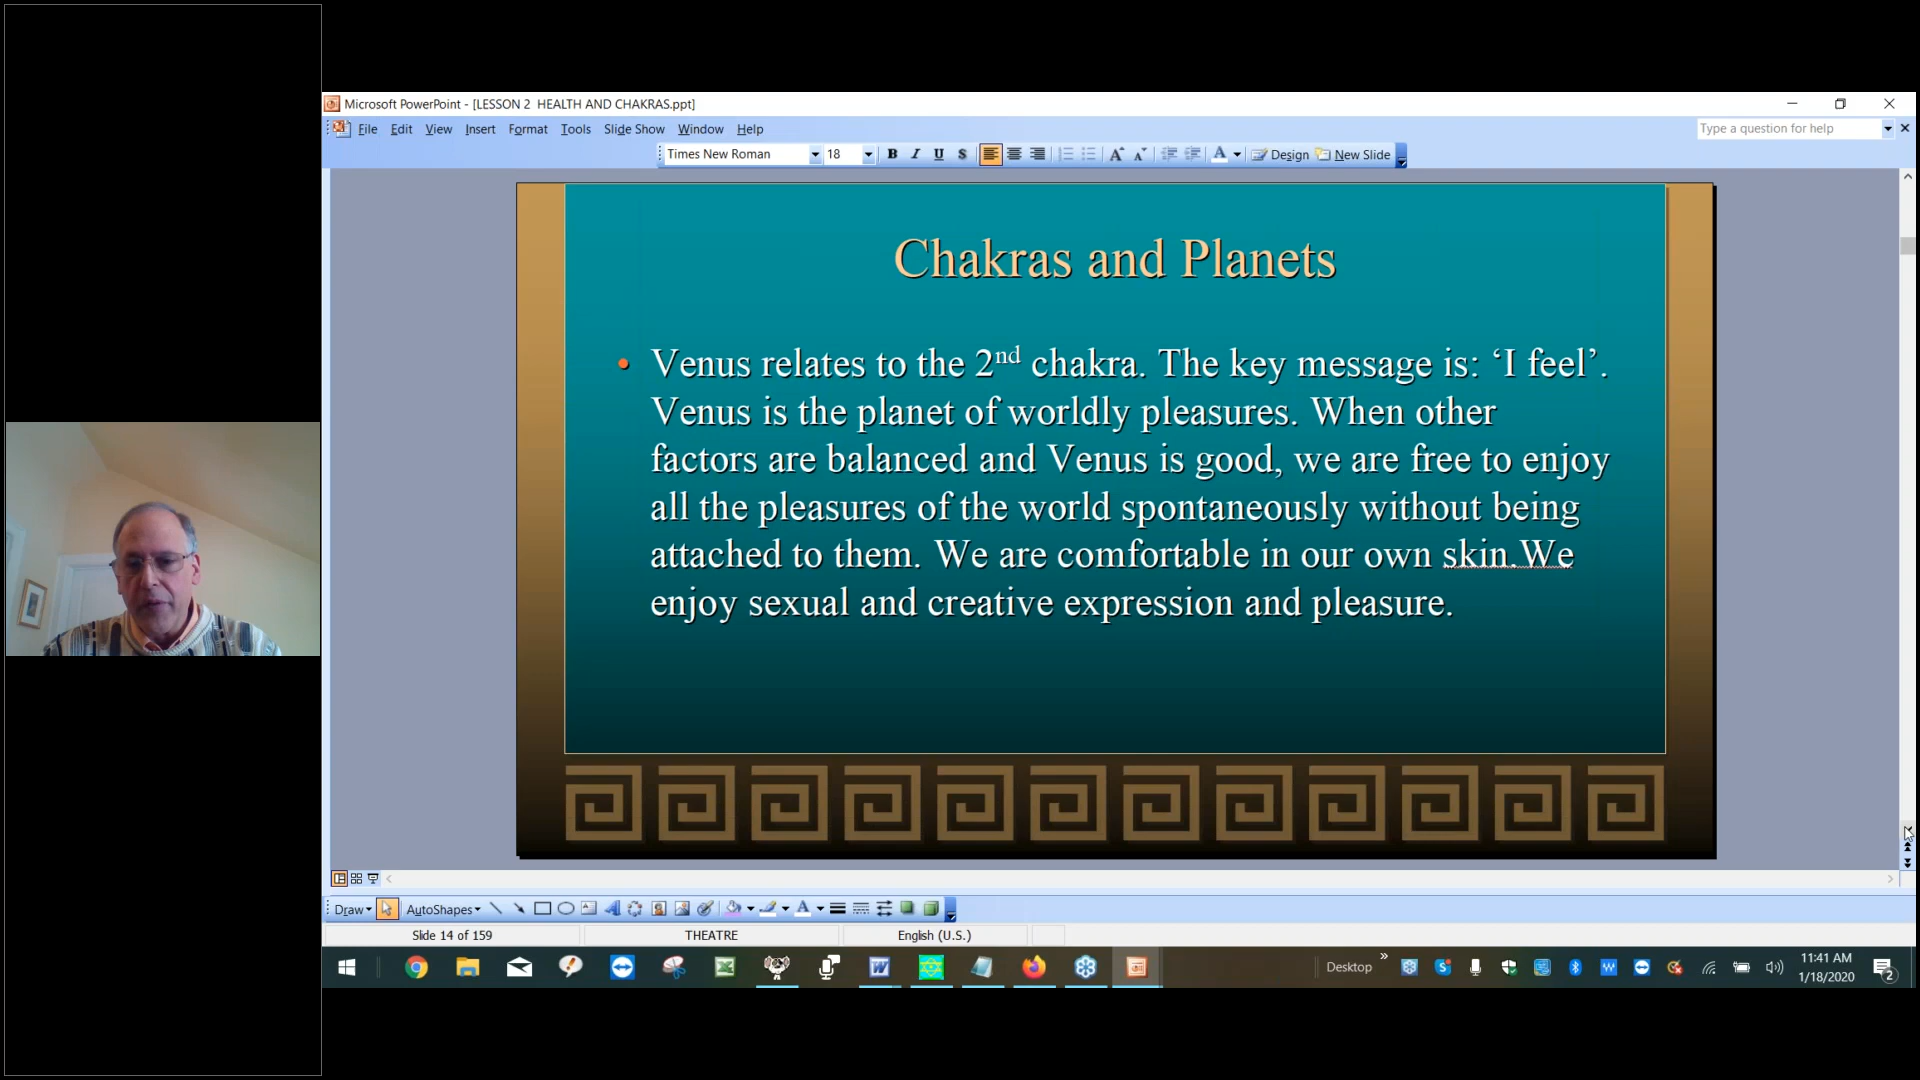 Microsoft PowerPoint - [LESSON 2  HEALTH AND CHAKRAS.ppt]
File Edit View Insert Format Tools Slide Show Window Help
Type a question for help
Times New Roman 18 B I U S A A A Design New Slide
Chakras and Planets
• Venus relates to the 2nd chakra. The key message is: ‘I feel’.
Venus is the planet of worldly pleasures. When other
factors are balanced and Venus is good, we are free to enjoy
all the pleasures of the world spontaneously without being
attached to them. We are comfortable in our own skin.We
enjoy sexual and creative expression and pleasure.
Draw AutoShapes A
Slide 14 of 159 THEATRE English (U.S.)
Desktop
11:41 AM
1/18/2020
2